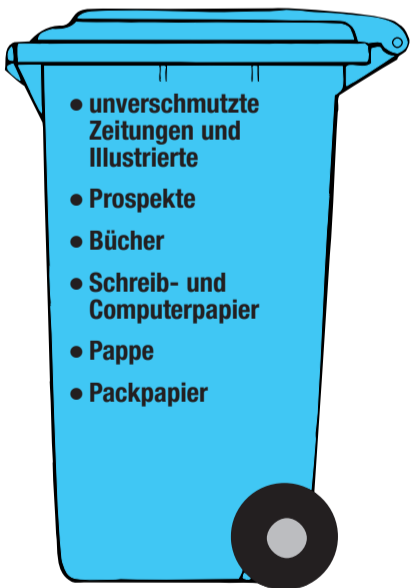 • unverschmutzte
Zeitungen und
Illustrierte
• Prospekte
• Bücher
• Schreib- und
Computerpapier
• Pappe
• Packpapier